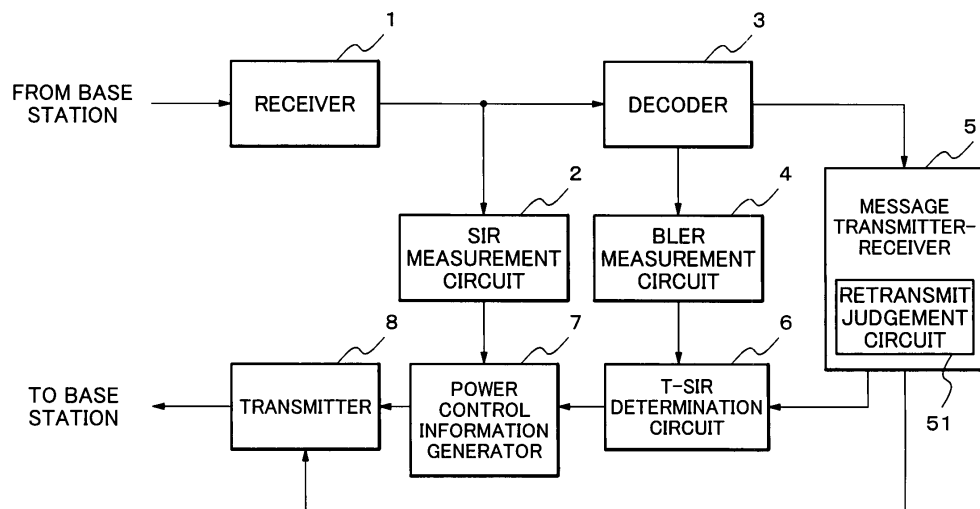 1
3
FROM BASE
STATION
RECEIVER
DECODER
5
2
4
MESSAGE
TRANSMITTER-
RECEIVER
SIR
MEASUREMENT
CIRCUIT
BLER
MEASUREMENT
CIRCUIT
RETRANSMIT
JUDGEMENT
CIRCUIT
8
7
6
TO BASE
STATION
TRANSMITTER
POWER
CONTROL
INFORMATION
GENERATOR
T-SIR
DETERMINATION
CIRCUIT
51